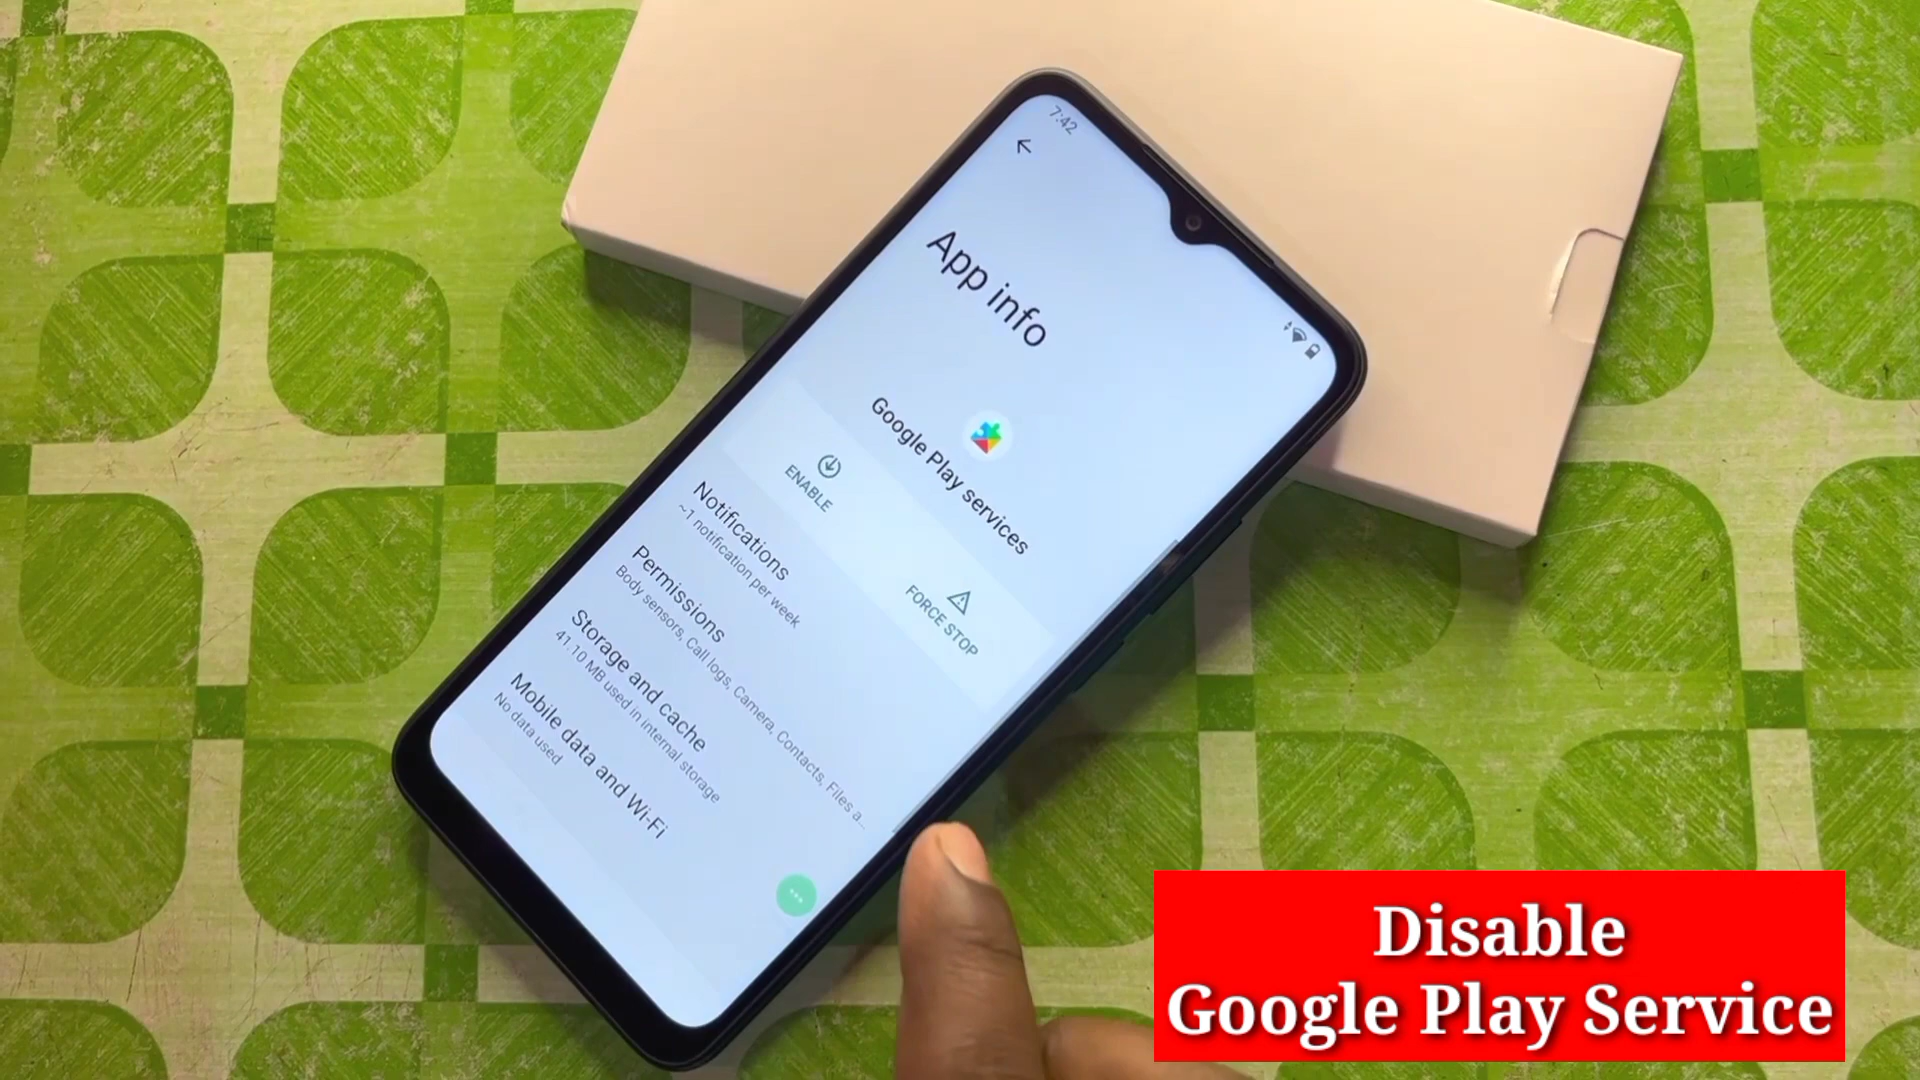 7:42
App info
Google Play services
ENABLE
FORCE STOP
Notifications
~1 notification per week
Permissions
Body sensors, Call logs, Camera, Contacts, Files a...
Storage and cache
41.10 MB used in internal storage
Mobile data and Wi-Fi
No data used
Disable
Google Play Service